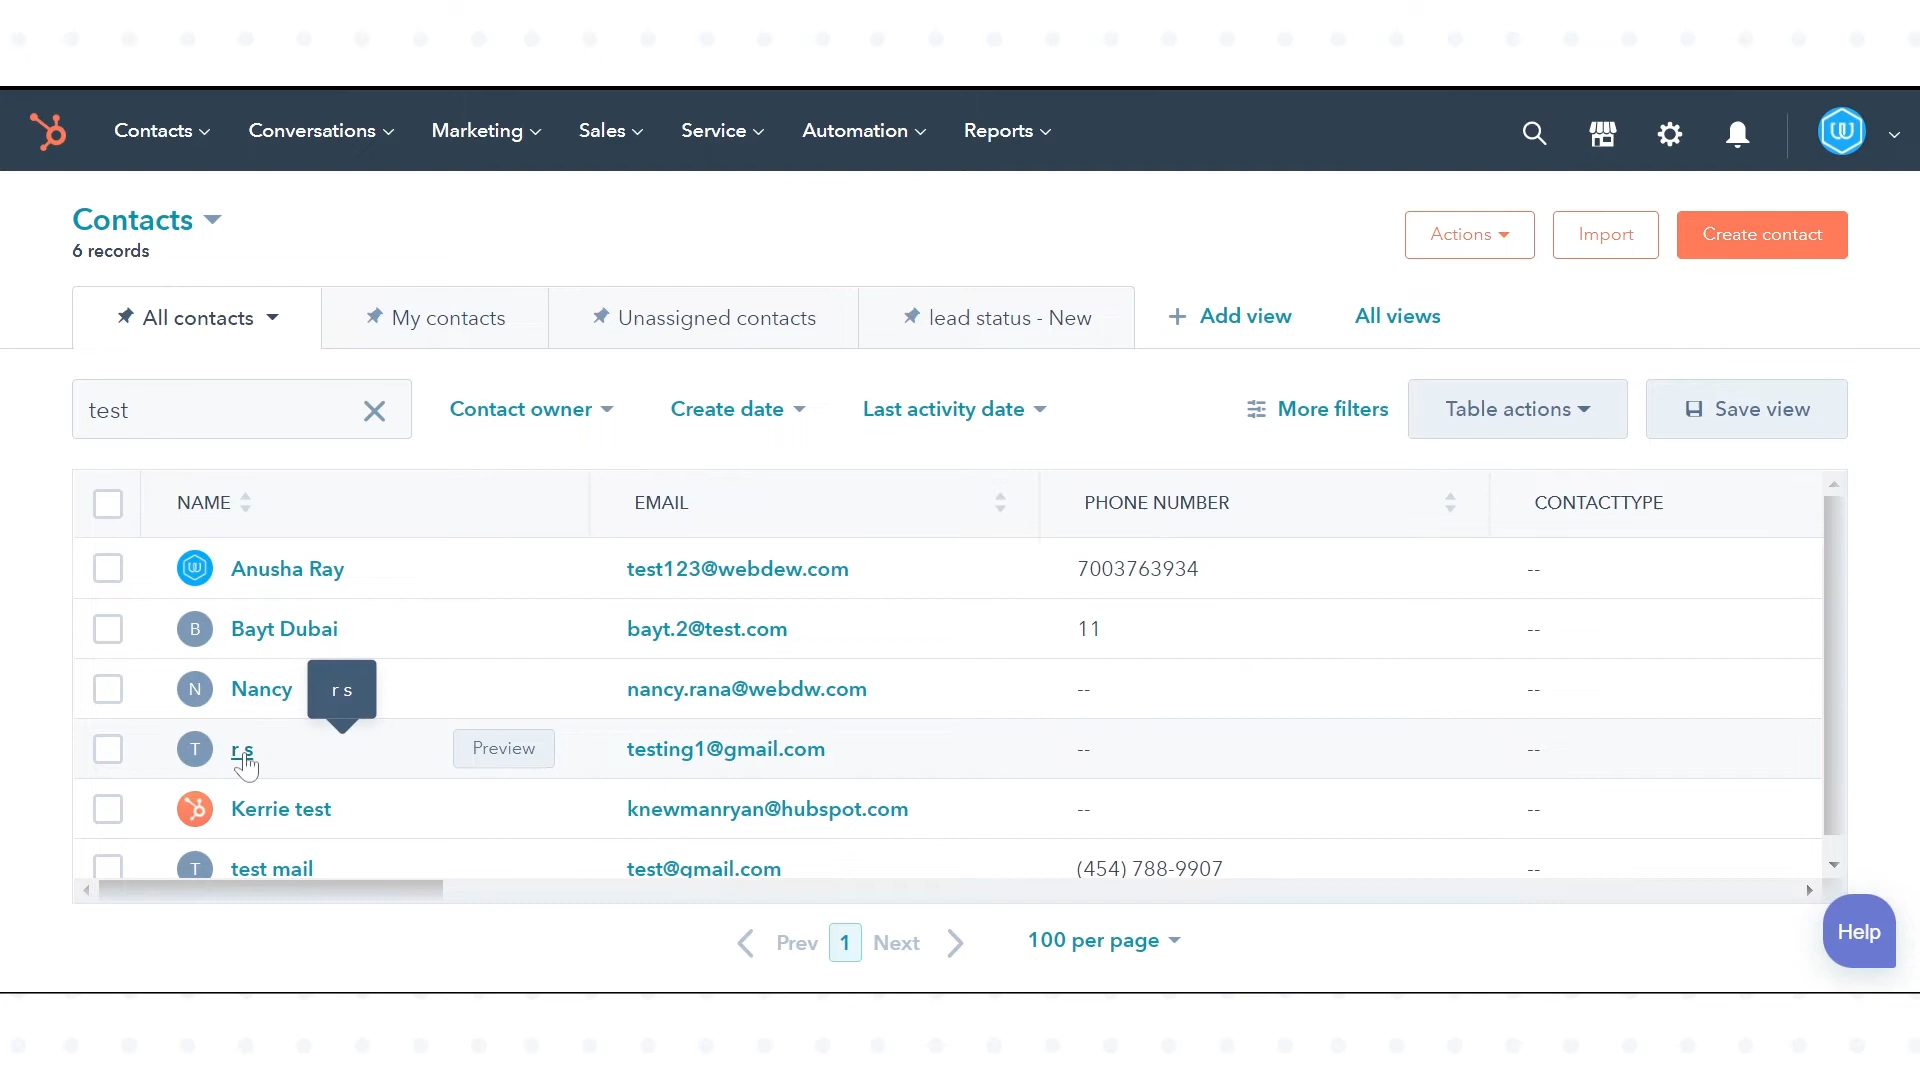 Contacts Conversations Marketing Sales Service Automation Reports
Contacts
6 records
Actions Import Create contact
All contacts My contacts Unassigned contacts lead status - New + Add view All views
test Contact owner Create date Last activity date More filters Table actions Save view
NAME EMAIL PHONE NUMBER CONTACTTYPE
Anusha Ray test123@webdew.com 7003763934 --
B Bayt Dubai bayt.2@test.com 11 --
N Nancy r s nancy.rana@webdw.com -- --
T r s Preview testing1@gmail.com -- --
Kerrie test knewmanryan@hubspot.com -- --
T test mail test@gmail.com (454) 788-9907 --
Prev 1 Next 100 per page
Help